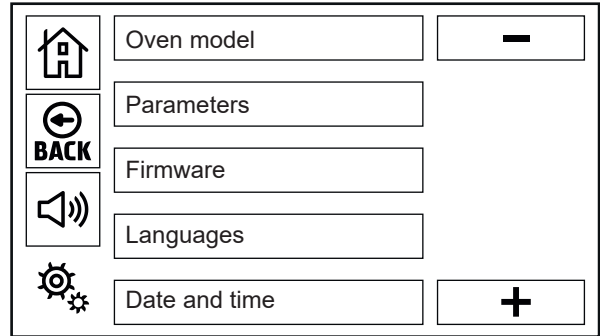 Oven model
Parameters
BACK
Firmware
Languages
Date and time